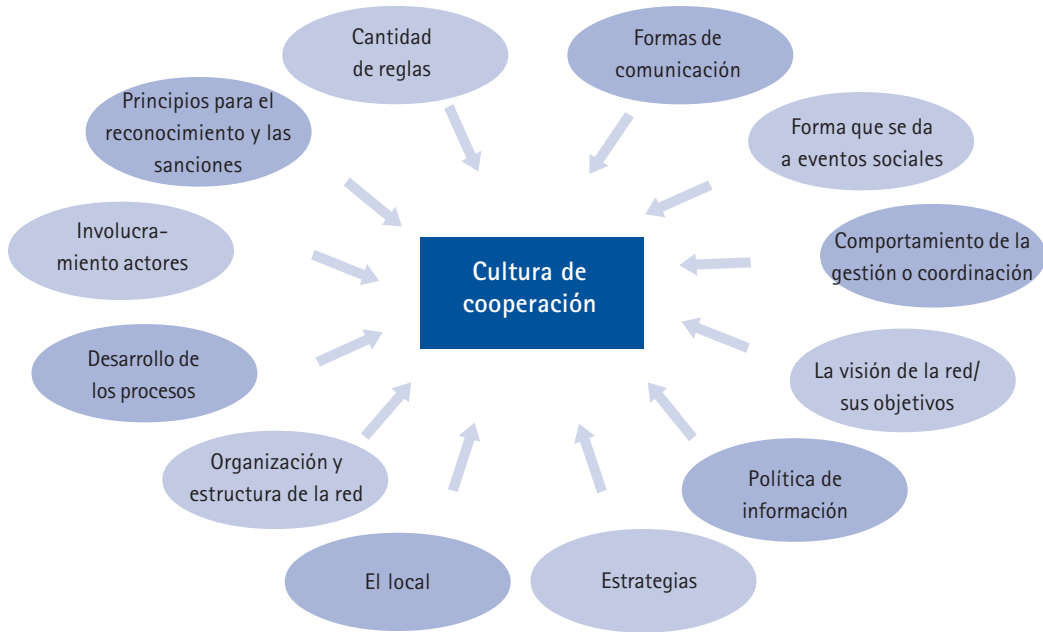 Cantidad
de reglas
Formas de
comunicación
Principios para el
reconocimiento y las
sanciones
Forma que se da
a eventos sociales
Involucra-
miento actores
Comportamiento de la
gestión o coordinación
Cultura de
cooperación
Desarrollo de
los procesos
La visión de la red/
sus objetivos
Organización y
estructura de la red
Política de
información
El local
Estrategias